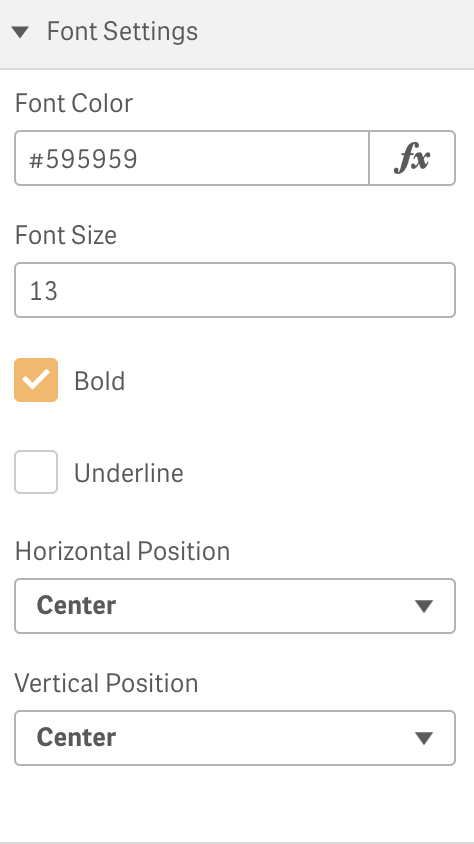 Font Settings
Font Color
#595959 fx
Font Size
13
Bold
Underline
Horizontal Position
Center
Vertical Position
Center